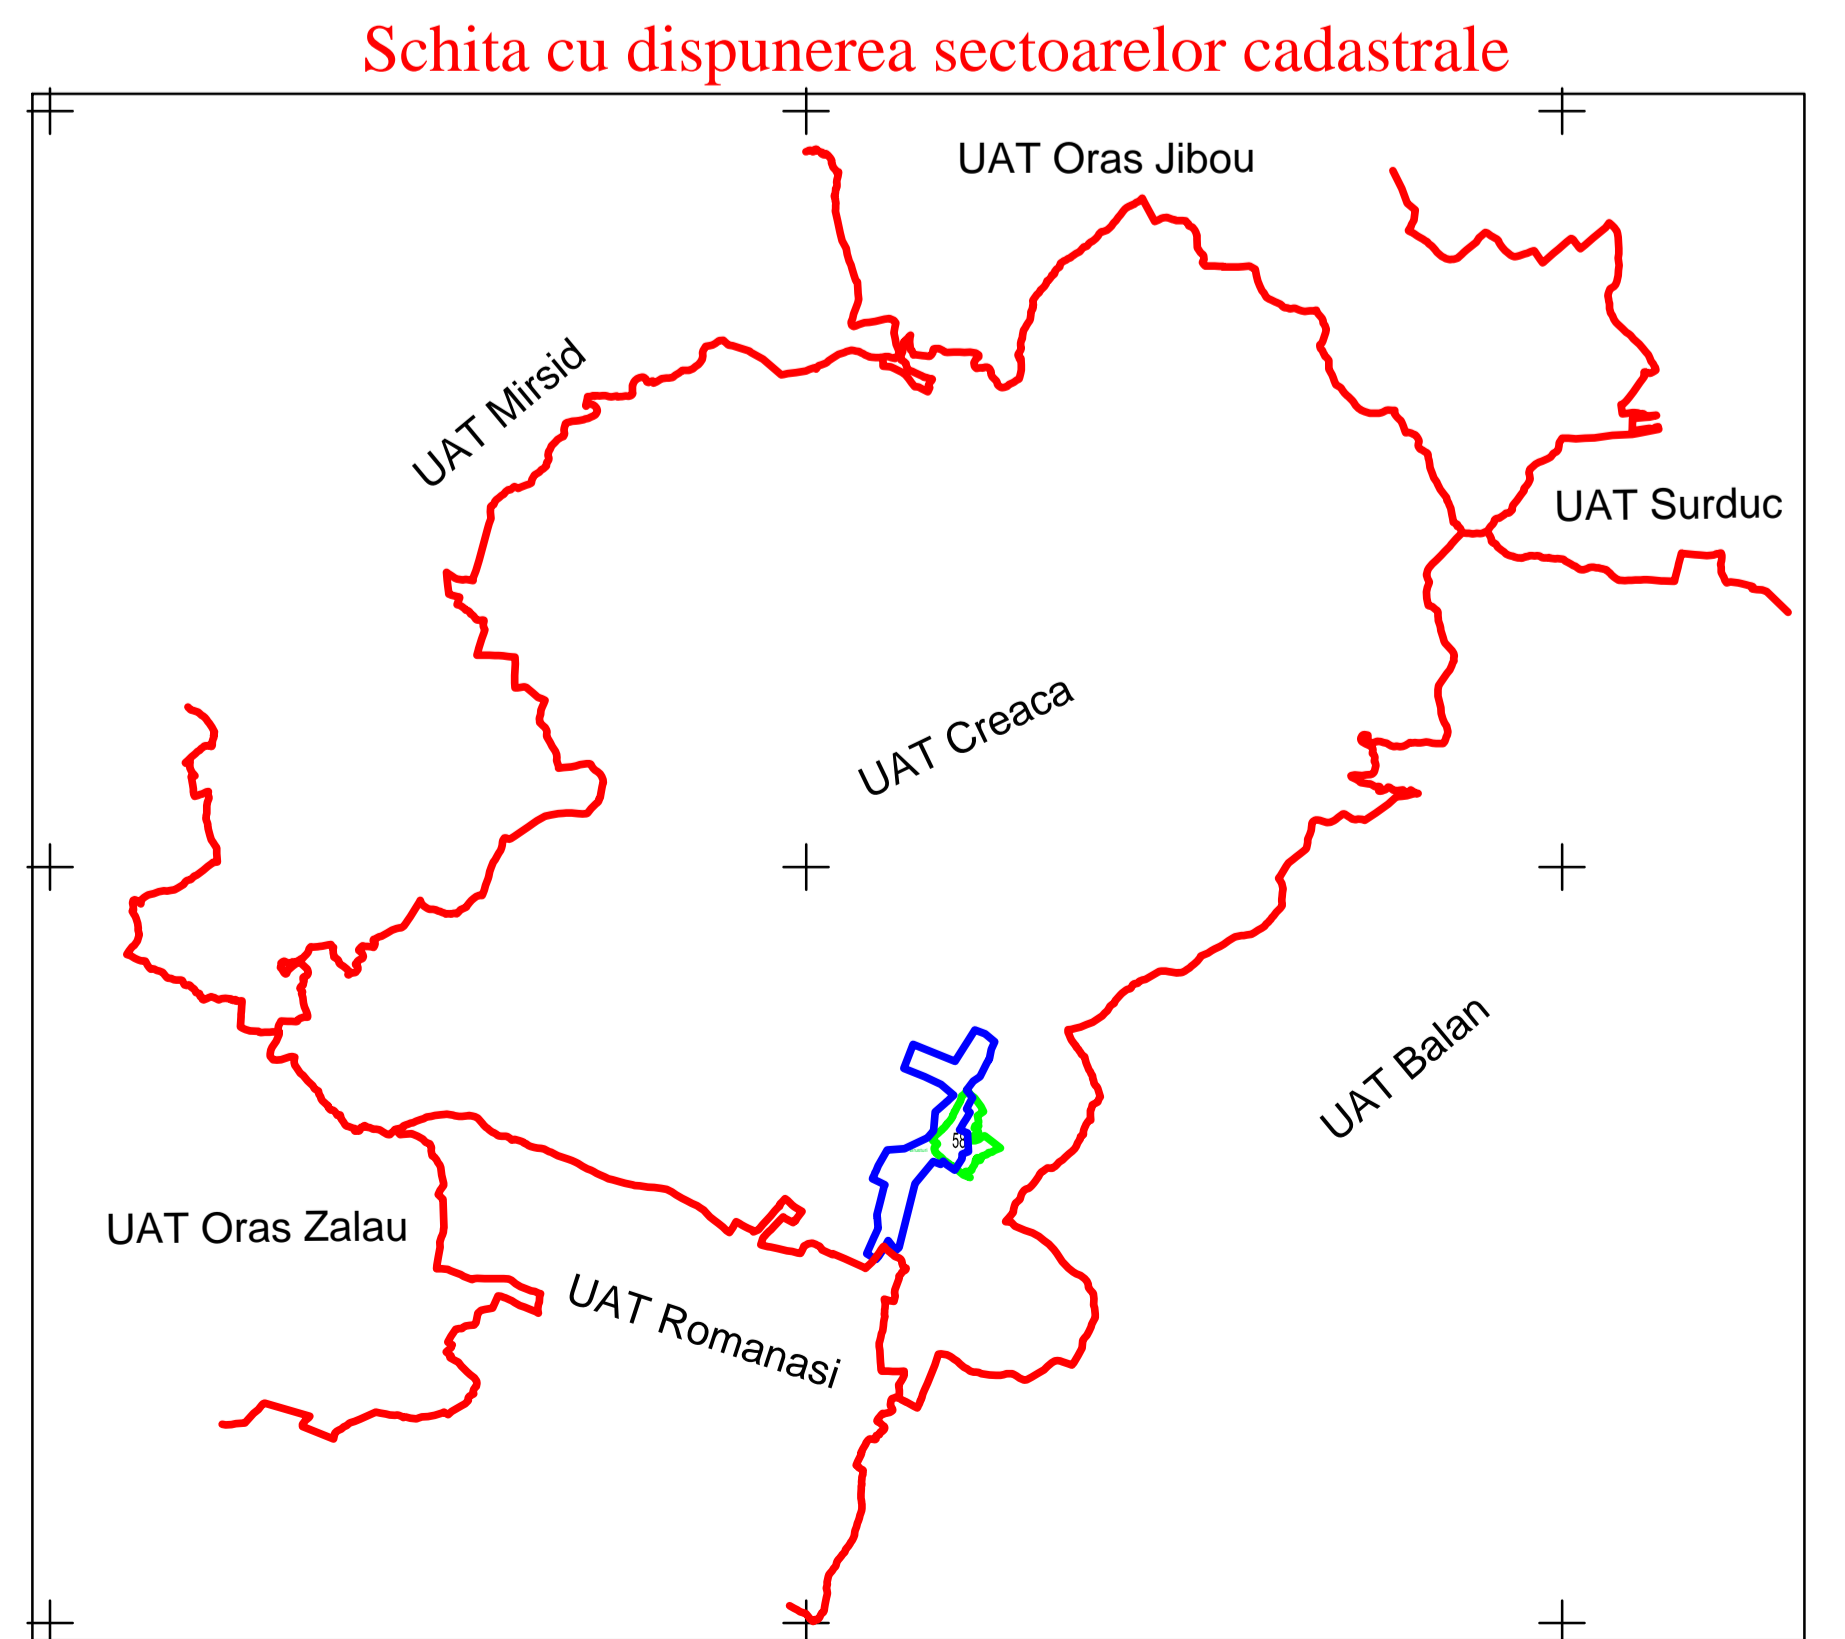 Schita cu dispunerea sectoarelor cadastrale
UAT Oras Jibou
UAT Mirsid
UAT Surduc
UAT Creaca
UAT Balan
58
UAT Oras Zalau
UAT Romanasi